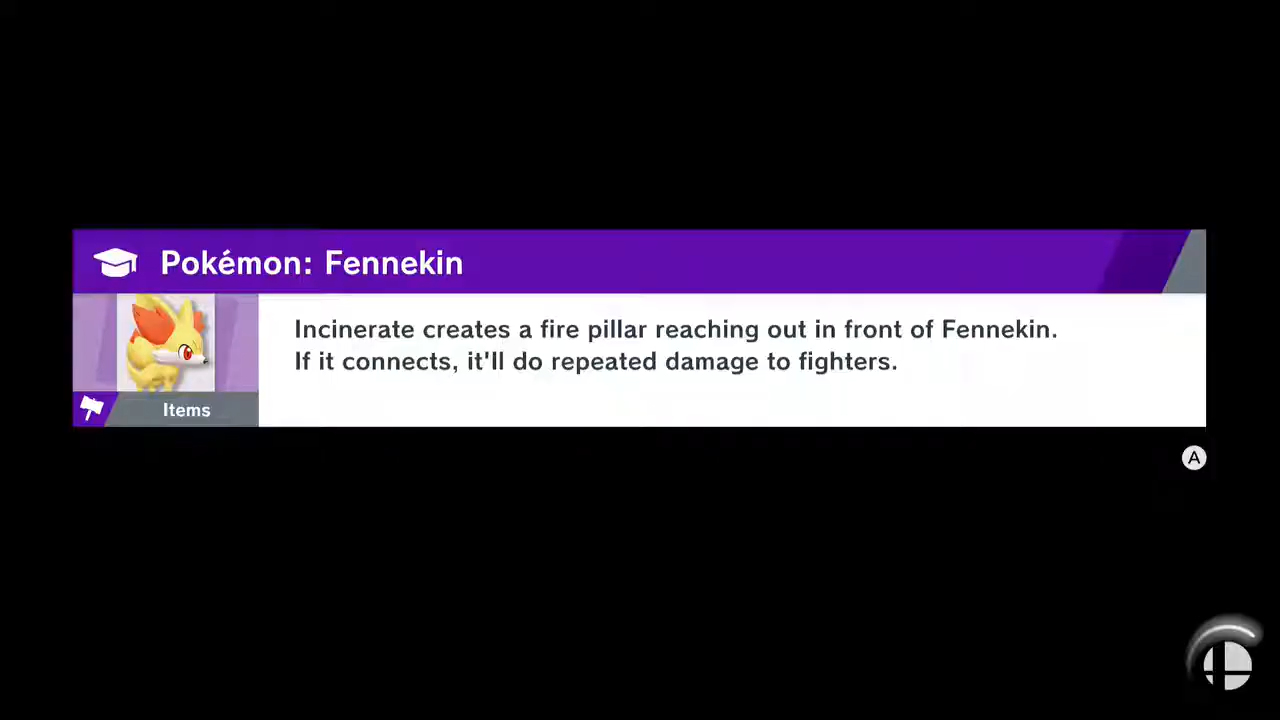 Pokémon: Fennekin
Incinerate creates a fire pillar reaching out in front of Fennekin.
If it connects, it'll do repeated damage to fighters.
Items
A